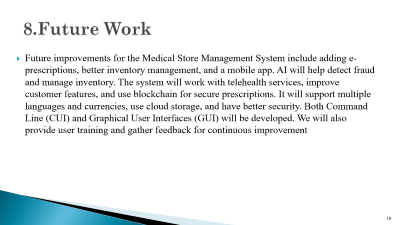 8.Future Work
Future improvements for the Medical Store Management System include adding e-
prescriptions, better inventory management, and a mobile app. AI will help detect fraud
and manage inventory. The system will work with telehealth services, improve
customer features, and use blockchain for secure prescriptions. It will support multiple
languages and currencies, use cloud storage, and have better security. Both Command
Line (CUI) and Graphical User Interfaces (GUI) will be developed. We will also
provide user training and gather feedback for continuous improvement